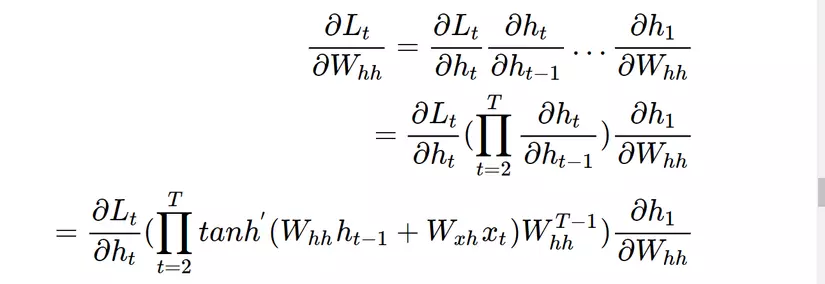 ∂L_t/∂W_hh = ∂L_t/∂h_t ∂h_t/∂h_{t−1} … ∂h_1/∂W_hh
= ∂L_t/∂h_t (∏_{t=2}^{T} ∂h_t/∂h_{t−1}) ∂h_1/∂W_hh
= ∂L_t/∂h_t (∏_{t=2}^{T} tanh′(W_hh h_{t−1} + W_xh x_t) W_hh^{T−1}) ∂h_1/∂W_hh